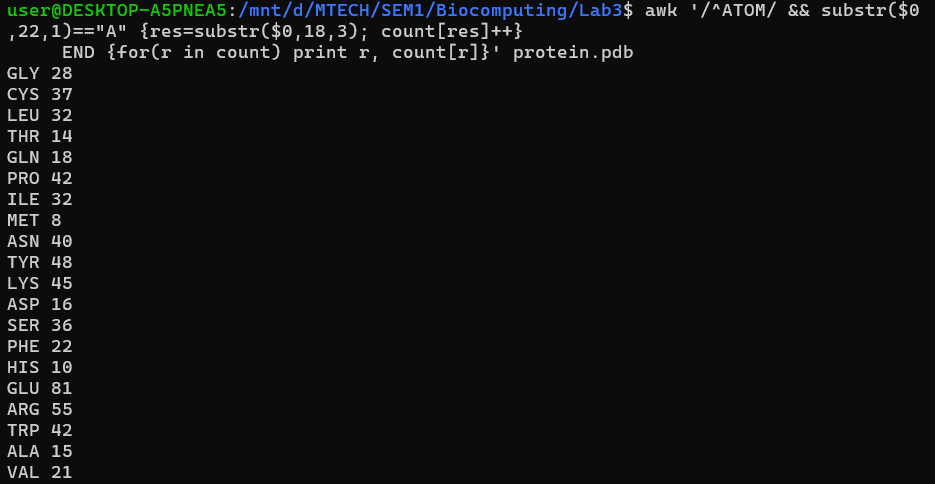 user@DESKTOP-A5PNEA5:/mnt/d/MTECH/SEM1/Biocomputing/Lab3$ awk '/^ATOM/ && substr($0
,22,1)=="A" {res=substr($0,18,3); count[res]++}
     END {for(r in count) print r, count[r]}' protein.pdb
GLY 28
CYS 37
LEU 32
THR 14
GLN 18
PRO 42
ILE 32
MET 8
ASN 40
TYR 48
LYS 45
ASP 16
SER 36
PHE 22
HIS 10
GLU 81
ARG 55
TRP 42
ALA 15
VAL 21